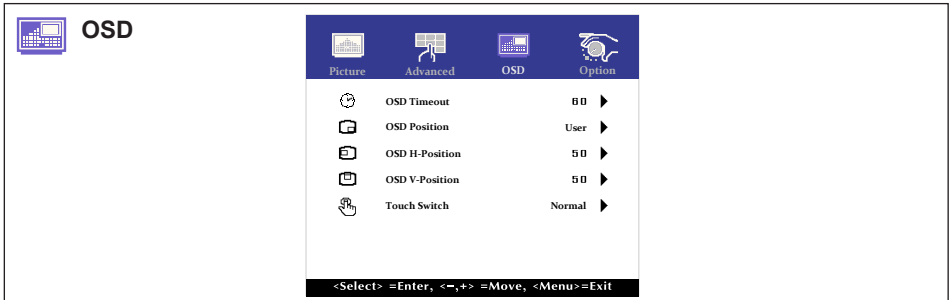 OSD
Picture Advanced OSD Option
OSD Timeout 60
OSD Position User
OSD H-Position 50
OSD V-Position 50
Touch Switch Normal
<Select> =Enter, <-,+> =Move, <Menu>=Exit